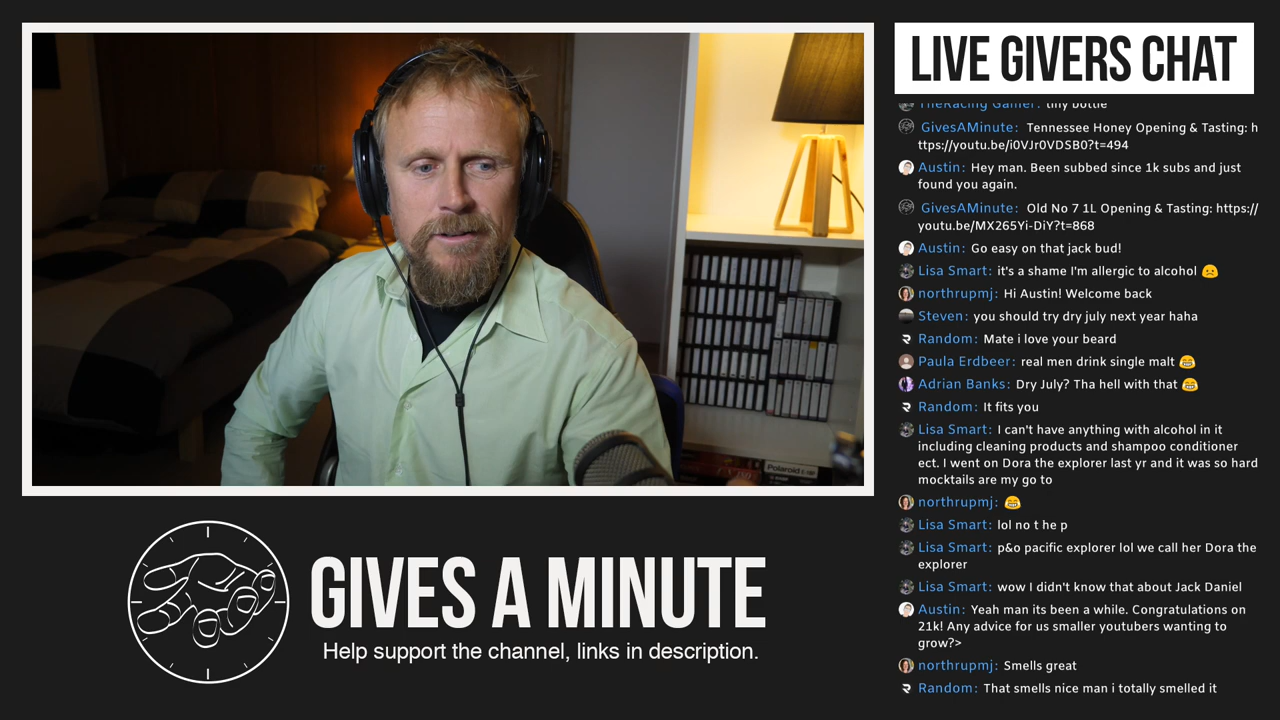 LIVE GIVERS CHAT
TheRacing Gamer: tiny bottle
GivesAMinute: Tennessee Honey Opening & Tasting: h
ttps://youtu.be/i0VJr0VDSB0?t=494
Austin: Hey man. Been subbed since 1k subs and just
found you again.
GivesAMinute: Old No 7 1L Opening & Tasting: https://
youtu.be/MX265Yi-DiY?t=868
Austin: Go easy on that jack bud!
Lisa Smart: it's a shame I'm allergic to alcohol ☹️
northrupmj: Hi Austin! Welcome back
Steven: you should try dry july next year haha
Random: Mate i love your beard
Paula Erdbeer: real men drink single malt 😂
Adrian Banks: Dry July? Tha hell with that 😂
Random: It fits you
Lisa Smart: I can't have anything with alcohol in it
including cleaning products and shampoo conditioner
ect. I went on Dora the explorer last yr and it was so hard
mocktails are my go to
northrupmj: 😂
Lisa Smart: lol no t he p
Lisa Smart: p&o pacific explorer lol we call her Dora the
explorer
Lisa Smart: wow I didn't know that about Jack Daniel
Austin: Yeah man its been a while. Congratulations on
21k! Any advice for us smaller youtubers wanting to
grow?>
northrupmj: Smells great
Random: That smells nice man i totally smelled it
Polaroid
GIVES A MINUTE
Help support the channel, links in description.